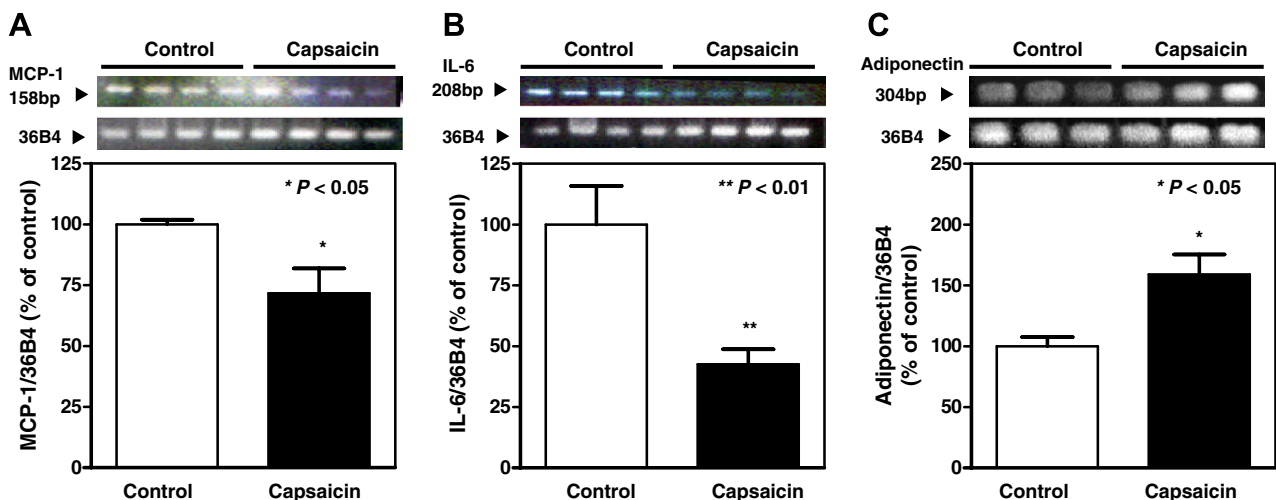 A
Control Capsaicin
MCP-1
158bp
36B4
125
100
75
50
25
0
MCP-1/36B4 (% of control)
* P < 0.05
*
Control Capsaicin
B
Control Capsaicin
IL-6
208bp
36B4
125
100
75
50
25
0
IL-6/36B4 (% of control)
** P < 0.01
**
Control Capsaicin
C
Control Capsaicin
Adiponectin
304bp
36B4
250
200
150
100
50
0
Adiponectin/36B4
(% of control)
* P < 0.05
*
Control Capsaicin